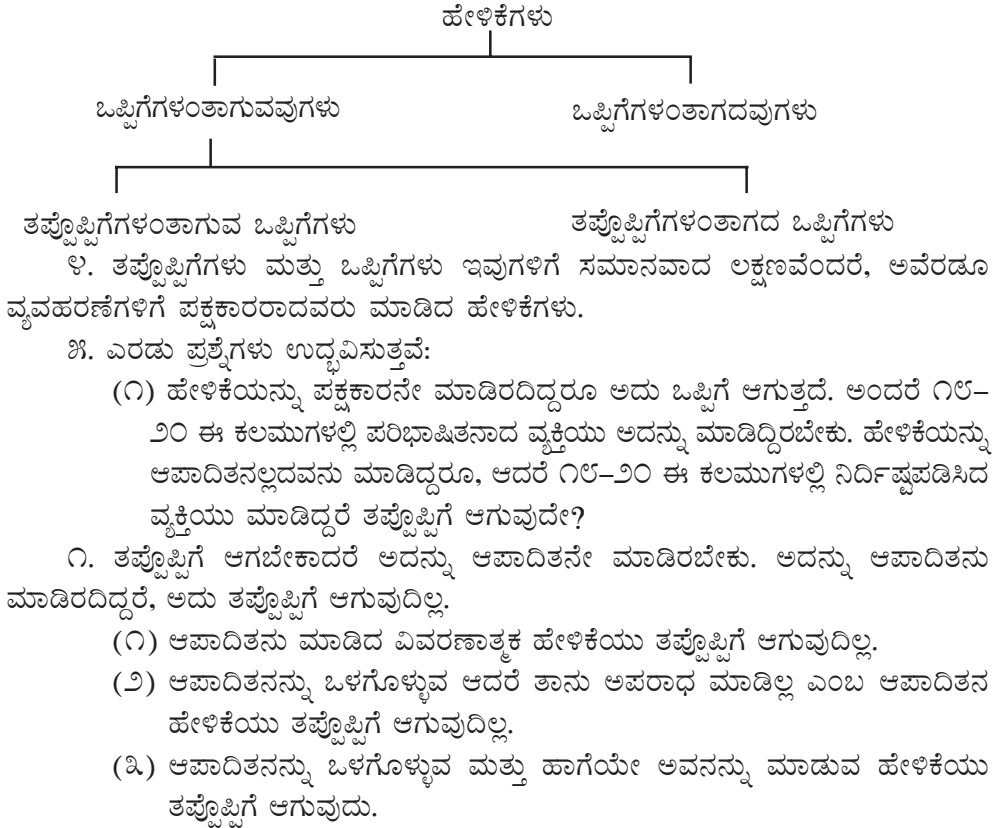 ಹೇಳಿಕೆಗಳು
ಒಪ್ಪಿಗೆಗಳಂತಾಗುವವುಗಳು ಒಪ್ಪಿಗೆಗಳಂತಾಗದವುಗಳು
ತಪ್ಪೊಪ್ಪಿಗೆಗಳಂತಾಗುವ ಒಪ್ಪಿಗೆಗಳು ತಪ್ಪೊಪ್ಪಿಗೆಗಳಂತಾಗದ ಒಪ್ಪಿಗೆಗಳು
೪. ತಪ್ಪೊಪ್ಪಿಗೆಗಳು ಮತ್ತು ಒಪ್ಪಿಗೆಗಳು ಇವುಗಳಿಗೆ ಸಮಾನವಾದ ಲಕ್ಷಣವೆಂದರೆ, ಅವೆರಡೂ
ವ್ಯವಹರಣೆಗಳಿಗೆ ಪಕ್ಷಕಾರರಾದವರು ಮಾಡಿದ ಹೇಳಿಕೆಗಳು.
೫. ಎರಡು ಪ್ರಶ್ನೆಗಳು ಉದ್ಭವಿಸುತ್ತವೆ:
(೧) ಹೇಳಿಕೆಯನ್ನು ಪಕ್ಷಕಾರನೇ ಮಾಡಿರದಿದ್ದರೂ ಅದು ಒಪ್ಪಿಗೆ ಆಗುತ್ತದೆ. ಅಂದರೆ ೧೮–
೨೦ ಈ ಕಲಮುಗಳಲ್ಲಿ ಪರಿಭಾಷಿತನಾದ ವ್ಯಕ್ತಿಯು ಅದನ್ನು ಮಾಡಿದ್ದಿರಬೇಕು. ಹೇಳಿಕೆಯನ್ನು
ಆಪಾದಿತನಲ್ಲದವನು ಮಾಡಿದ್ದರೂ, ಆದರೆ ೧೮–೨೦ ಈ ಕಲಮುಗಳಲ್ಲಿ ನಿರ್ದಿಷ್ಟಪಡಿಸಿದ
ವ್ಯಕ್ತಿಯು ಮಾಡಿದ್ದರೆ ತಪ್ಪೊಪ್ಪಿಗೆ ಆಗುವುದೇ?
೧. ತಪ್ಪೊಪ್ಪಿಗೆ ಆಗಬೇಕಾದರೆ ಅದನ್ನು ಆಪಾದಿತನೇ ಮಾಡಿರಬೇಕು. ಅದನ್ನು ಆಪಾದಿತನು
ಮಾಡಿರದಿದ್ದರೆ, ಅದು ತಪ್ಪೊಪ್ಪಿಗೆ ಆಗುವುದಿಲ್ಲ.
(೧) ಆಪಾದಿತನು ಮಾಡಿದ ವಿವರಣಾತ್ಮಕ ಹೇಳಿಕೆಯು ತಪ್ಪೊಪ್ಪಿಗೆ ಆಗುವುದಿಲ್ಲ.
(೨) ಆಪಾದಿತನನ್ನು ಒಳಗೊಳ್ಳುವ ಆದರೆ ತಾನು ಅಪರಾಧ ಮಾಡಿಲ್ಲ ಎಂಬ ಆಪಾದಿತನ
ಹೇಳಿಕೆಯು ತಪ್ಪೊಪ್ಪಿಗೆ ಆಗುವುದಿಲ್ಲ.
(೩) ಆಪಾದಿತನನ್ನು ಒಳಗೊಳ್ಳುವ ಮತ್ತು ಹಾಗೆಯೇ ಅವನನ್ನು ಮಾಡುವ ಹೇಳಿಕೆಯು
ತಪ್ಪೊಪ್ಪಿಗೆ ಆಗುವುದು.